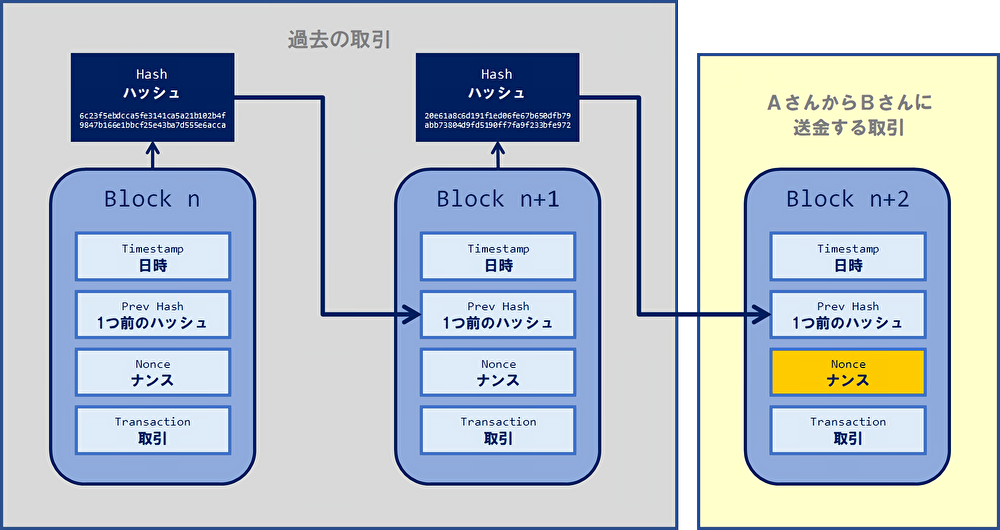 過去の取引
Hash
ハッシュ
6c23f5ebdcca5fe3141ca5a21b102b4f
9847b166e1bbcf25e43ba7d555e6acca
Block n
Timestamp
日時
Prev Hash
1つ前のハッシュ
Nonce
ナンス
Transaction
取引
Hash
ハッシュ
20e61a8c6d191f1ed06fe67b650dfb79
abb73804d9fd5190ff7fa9f233bfe972
Block n+1
Timestamp
日時
Prev Hash
1つ前のハッシュ
Nonce
ナンス
Transaction
取引
AさんからBさんに
送金する取引
Block n+2
Timestamp
日時
Prev Hash
1つ前のハッシュ
Nonce
ナンス
Transaction
取引